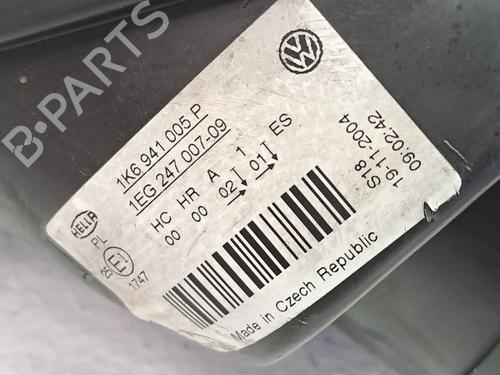 B-PARTS
1K6 941 005 P
1EG 247 007-09
HC HR A 1 ES
00 00 02 01
HELLA
PL
25 E1
1747
S18
19.11.2004
09:02:42
Made in Czech Republic